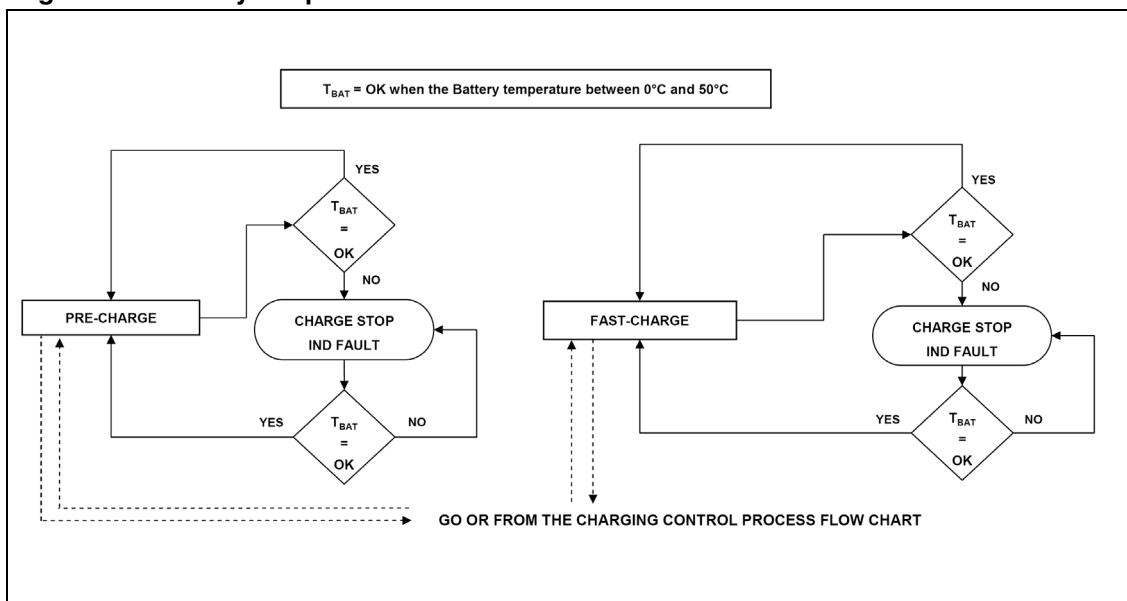 T_BAT = OK when the Battery temperature between 0°C and 50°C
YES
T_BAT
=
OK
NO
PRE-CHARGE
CHARGE STOP
IND FAULT
YES
T_BAT
=
OK
NO
YES
T_BAT
=
OK
NO
FAST-CHARGE
CHARGE STOP
IND FAULT
YES
T_BAT
=
OK
NO
GO OR FROM THE CHARGING CONTROL PROCESS FLOW CHART